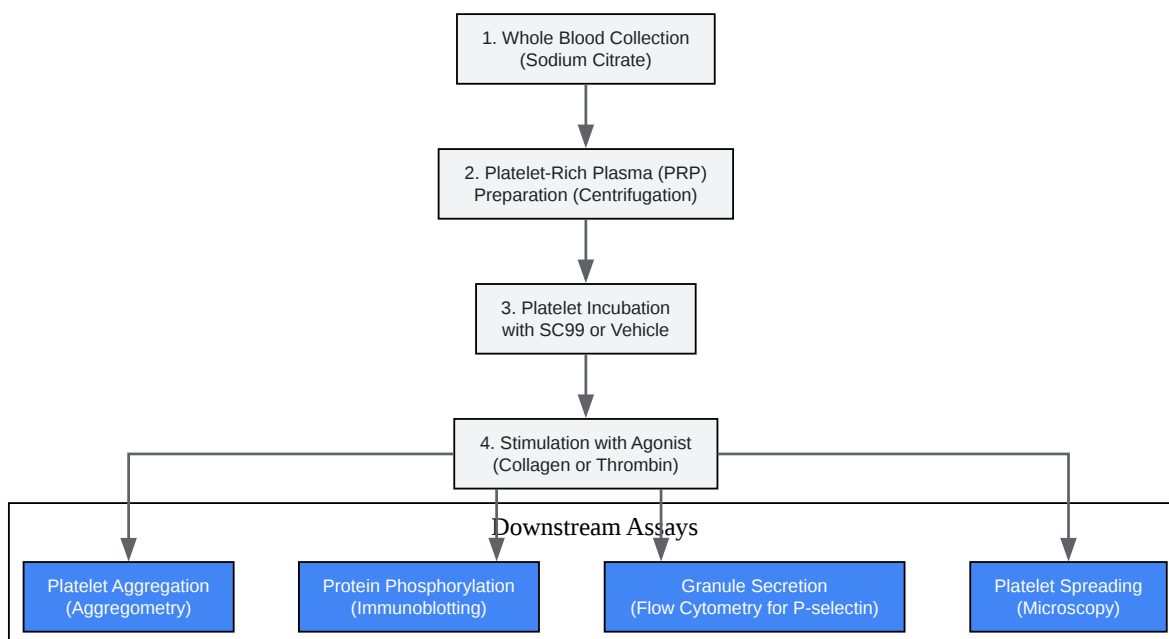 1. Whole Blood Collection
(Sodium Citrate)
2. Platelet-Rich Plasma (PRP)
Preparation (Centrifugation)
3. Platelet Incubation
with SC99 or Vehicle
4. Stimulation with Agonist
(Collagen or Thrombin)
Downstream Assays
Platelet Aggregation
(Aggregometry)
Protein Phosphorylation
(Immunoblotting)
Granule Secretion
(Flow Cytometry for P-selectin)
Platelet Spreading
(Microscopy)